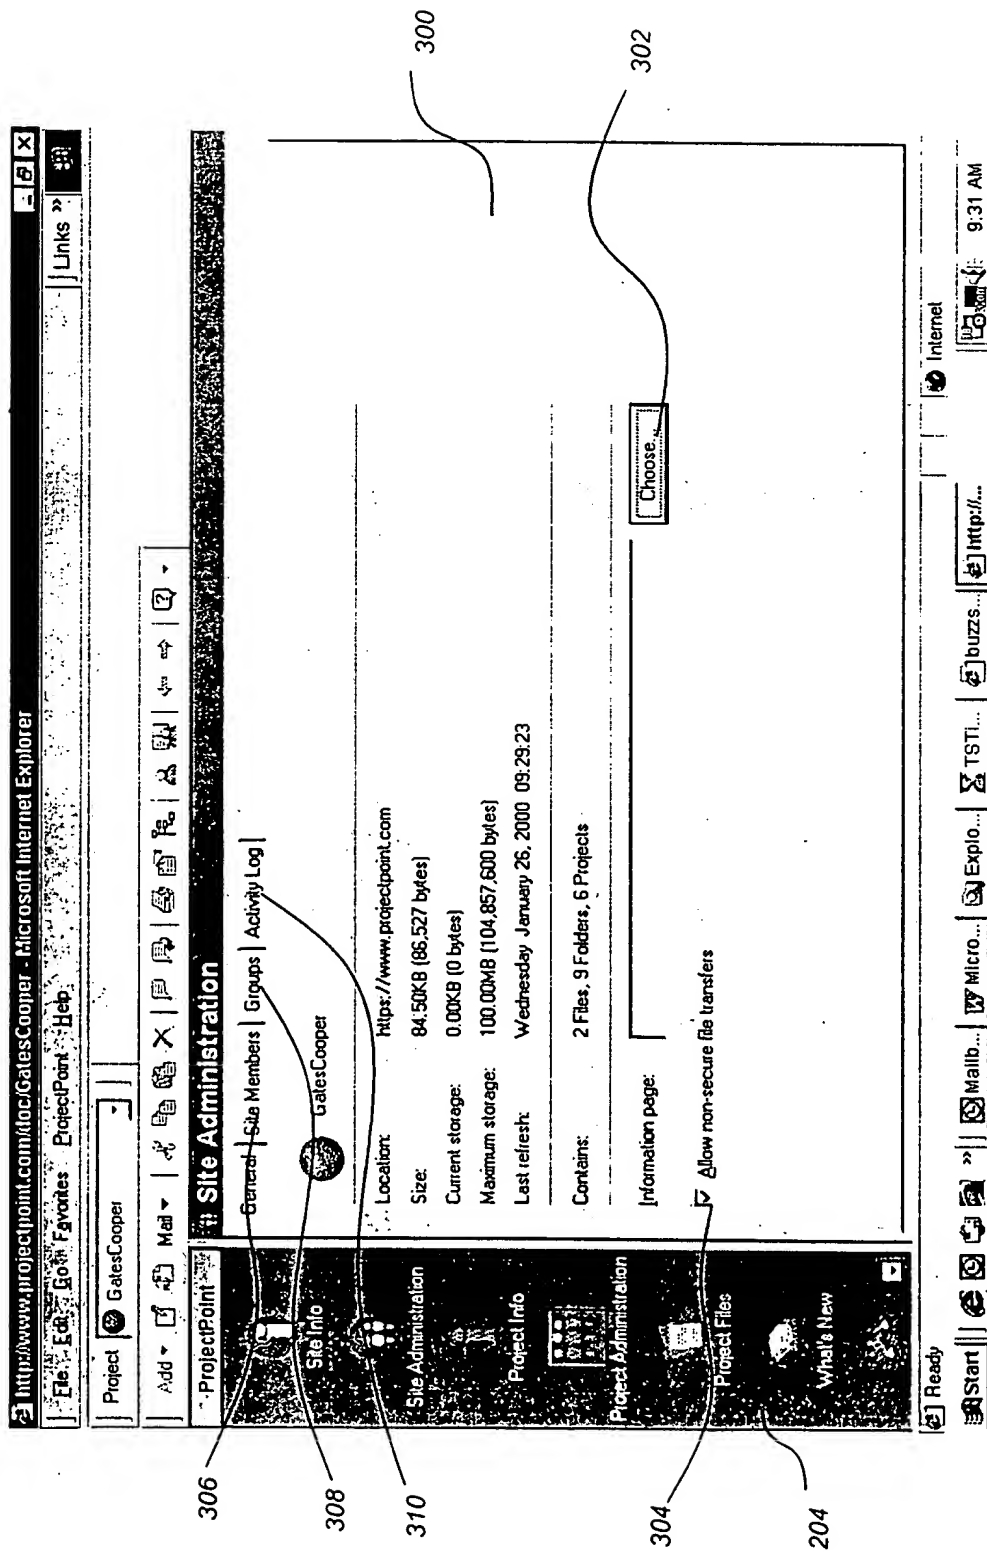 http://www.projectpoint.com/toc/GatesCooper - Microsoft Internet Explorer
File Edit Go Favorites ProjectPoint Help
Links »
Project GatesCooper
Add Mail
ProjectPoint
Site Administration
General | Site Members | Groups | Activity Log |
GatesCooper
Location: https://www.projectpoint.com
Size: 84.50KB (86,527 bytes)
Current storage: 0.00KB (0 bytes)
Maximum storage: 100.00MB (104,857,600 bytes)
Last refresh: Wednesday January 26, 2000 09:29:23
Contains: 2 Files, 9 Folders, 6 Projects
Information page:
Choose...
Allow non-secure file transfers
Site Info
Site Administration
Project Info
Project Administration
Project Files
What's New
Ready
Internet
Start
»
Mailb...
Micro...
Explo...
TSTi...
buzzs...
http://...
9:31 AM
300
302
306
308
310
304
204